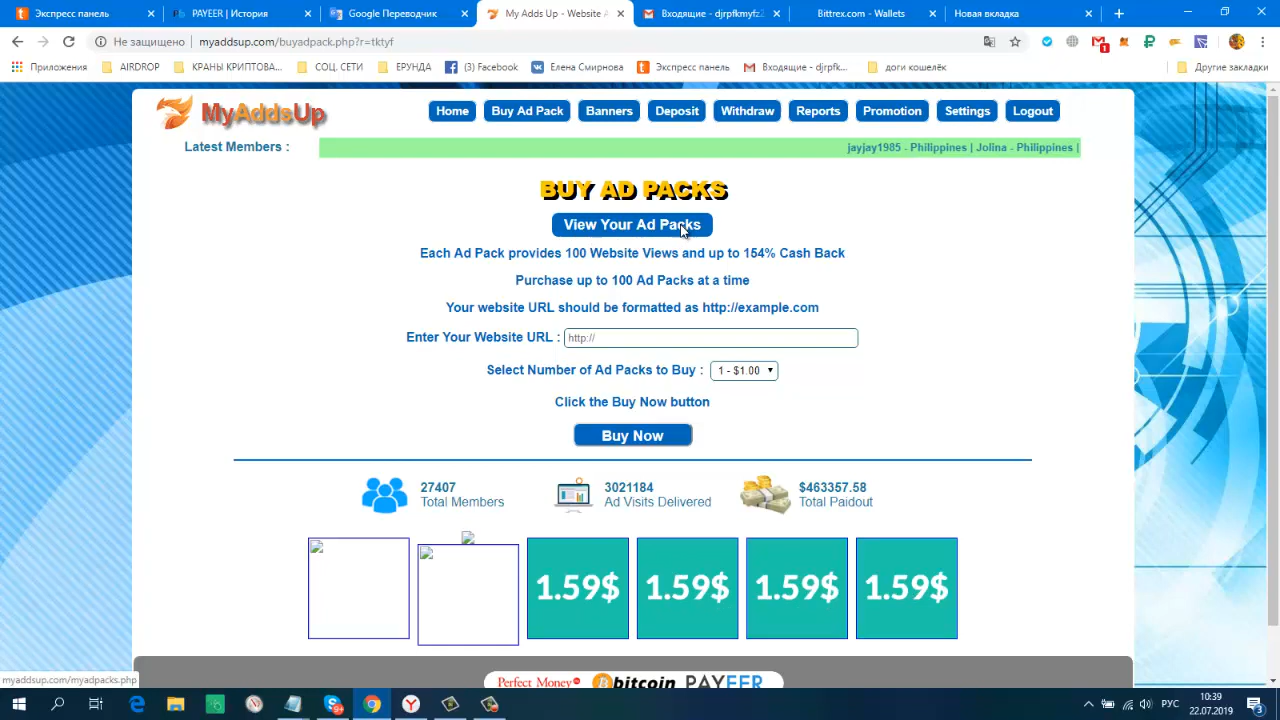 Экспресс панель
PAYEER | История
Google Переводчик
My Adds Up - Website A
Входящие - djrpfkmyfz
Bittrex.com - Wallets
Новая вкладка
Не защищено | myaddsup.com/buyadpack.php?r=tktyf
Приложения
AIRDROP
КРАНЫ КРИПТОВА...
СОЦ. СЕТИ
ЕРУНДА
(3) Facebook
Елена Смирнова
Экспресс панель
Входящие - djrpfk...
доги кошелёк
Другие закладки
MyAddsUp
Home
Buy Ad Pack
Banners
Deposit
Withdraw
Reports
Promotion
Settings
Logout
Latest Members :
jayjay1985 - Philippines | Jolina - Philippines |
BUY AD PACKS
View Your Ad Packs
Each Ad Pack provides 100 Website Views and up to 154% Cash Back
Purchase up to 100 Ad Packs at a time
Your website URL should be formatted as http://example.com
Enter Your Website URL : http://
Select Number of Ad Packs to Buy : 1 - $1.00
Click the Buy Now button
Buy Now
27407
Total Members
3021184
Ad Visits Delivered
$463357.58
Total Paidout
1.59$
1.59$
1.59$
1.59$
Perfect Money
bitcoin
PAYEER
myaddsup.com/myadpacks.php
РУС
10:39
22.07.2019